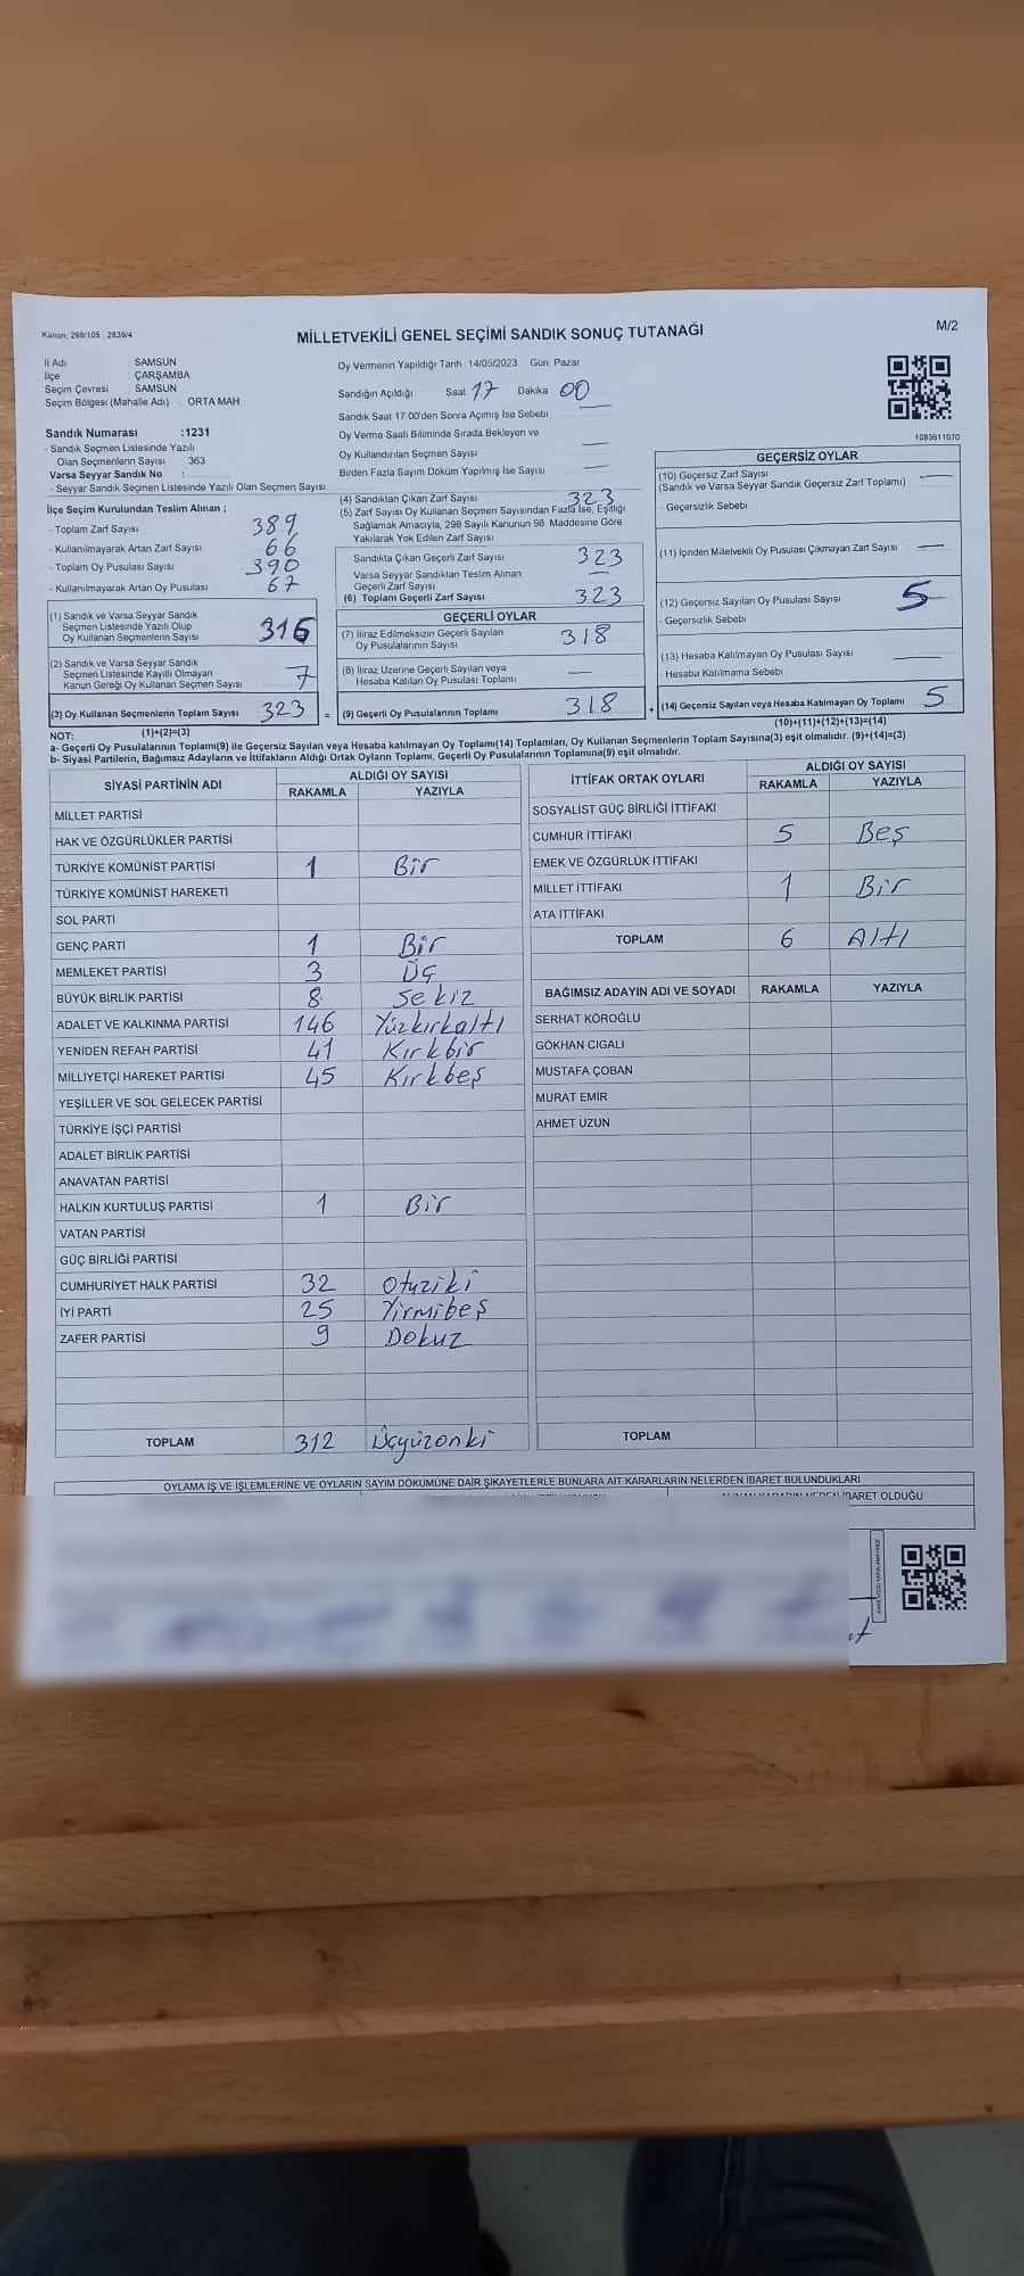 Kanun: 298/105 : 2839/4
MİLLETVEKİLİ GENEL SEÇİMİ SANDIK SONUÇ TUTANAĞI
M/2
İl Adı SAMSUN
İlçe ÇARŞAMBA
Seçim Çevresi SAMSUN
Seçim Bölgesi (Mahalle Adı) ORTA MAH
Sandık Numarası :1231
- Sandık Seçmen Listesinde Yazılı
Olan Seçmenlerin Sayısı 363
Varsa Seyyar Sandık No :
- Seyyar Sandık Seçmen Listesinde Yazılı Olan Seçmen Sayısı
Oy Vermenin Yapıldığı Tarih 14/05/2023 Gün: Pazar
Sandığın Açıldığı Saat 17 Dakika 00
Sandık Saat 17.00'den Sonra Açılmış İse Sebebi
Oy Verme Saati Bitiminde Sırada Bekleyen ve
Oy Kullandırılan Seçmen Sayısı —
Birden Fazla Sayım Döküm Yapılmış İse Sayısı —
1083611070
İlçe Seçim Kurulundan Teslim Alınan ;
- Toplam Zarf Sayısı 389
- Kullanılmayarak Artan Zarf Sayısı 66
- Toplam Oy Pusulası Sayısı 390
- Kullanılmayarak Artan Oy Pusulası 67
(1) Sandık ve Varsa Seyyar Sandık
Seçmen Listesinde Yazılı Olup
Oy Kullanan Seçmenlerin Sayısı 316
(2) Sandık ve Varsa Seyyar Sandık
Seçmen Listesinde Kayıtlı Olmayan
Kanun Gereği Oy Kullanan Seçmen Sayısı 7
(3) Oy Kullanan Seçmenlerin Toplam Sayısı 323 =
(4) Sandıktan Çıkan Zarf Sayısı 323
(5) Zarf Sayısı Oy Kullanan Seçmen Sayısından Fazla İse, Eşitliği
Sağlamak Amacıyla, 298 Sayılı Kanunun 98. Maddesine Göre
Yakılarak Yok Edilen Zarf Sayısı
Sandıkta Çıkan Geçerli Zarf Sayısı 323
Varsa Seyyar Sandıktan Teslim Alınan
Geçerli Zarf Sayısı —
(6) Toplam Geçerli Zarf Sayısı 323
GEÇERLİ OYLAR
(7) İtiraz Edilmeksizin Geçerli Sayılan
Oy Pusulalarının Sayısı 318
(8) İtiraz Üzerine Geçerli Sayılan veya
Hesaba Katılan Oy Pusulası Toplamı —
(9) Geçerli Oy Pusulalarının Toplamı 318 +
GEÇERSİZ OYLAR
(10) Geçersiz Zarf Sayısı —
(Sandık ve Varsa Seyyar Sandık Geçersiz Zarf Toplamı)
- Geçersizlik Sebebi
(11) İçinden Milletvekili Oy Pusulası Çıkmayan Zarf Sayısı —
(12) Geçersiz Sayılan Oy Pusulası Sayısı 5
- Geçersizlik Sebebi
(13) Hesaba Katılmayan Oy Pusulası Sayısı —
Hesaba Katılmama Sebebi
(14) Geçersiz Sayılan veya Hesaba Katılmayan Oy Toplamı 5
NOT: (1)+(2)=(3) (10)+(11)+(12)+(13)=(14)
a- Geçerli Oy Pusulalarının Toplamı(9) ile Geçersiz Sayılan veya Hesaba katılmayan Oy Toplamı(14) Toplamları, Oy Kullanan Seçmenlerin Toplam Sayısına(3) eşit olmalıdır. (9)+(14)=(3)
b- Siyasi Partilerin, Bağımsız Adayların ve İttifakların Aldığı Ortak Oyların Toplamı, Geçerli Oy Pusulalarının Toplamına(9) eşit olmalıdır.
SİYASİ PARTİNİN ADI ALDIĞI OY SAYISI
RAKAMLA YAZIYLA
MİLLET PARTİSİ
HAK VE ÖZGÜRLÜKLER PARTİSİ
TÜRKİYE KOMÜNİST PARTİSİ 1 Bir
TÜRKİYE KOMÜNİST HAREKETİ
SOL PARTİ
GENÇ PARTİ 1 Bir
MEMLEKET PARTİSİ 3 Üç
BÜYÜK BİRLİK PARTİSİ 8 Sekiz
ADALET VE KALKINMA PARTİSİ 146 Yüzkırkaltı
YENİDEN REFAH PARTİSİ 41 Kırkbir
MİLLİYETÇİ HAREKET PARTİSİ 45 Kırkbeş
YEŞİLLER VE SOL GELECEK PARTİSİ
TÜRKİYE İŞÇİ PARTİSİ
ADALET BİRLİK PARTİSİ
ANAVATAN PARTİSİ
HALKIN KURTULUŞ PARTİSİ 1 Bir
VATAN PARTİSİ
GÜÇ BİRLİĞİ PARTİSİ
CUMHURİYET HALK PARTİSİ 32 Otuziki
İYİ PARTİ 25 Yirmibeş
ZAFER PARTİSİ 9 Dokuz
TOPLAM 312 Üçyüzoniki
İTTİFAK ORTAK OYLARI ALDIĞI OY SAYISI
RAKAMLA YAZIYLA
SOSYALİST GÜÇ BİRLİĞİ İTTİFAKI
CUMHUR İTTİFAKI 5 Beş
EMEK VE ÖZGÜRLÜK İTTİFAKI
MİLLET İTTİFAKI 1 Bir
ATA İTTİFAKI
TOPLAM 6 Altı
BAĞIMSIZ ADAYIN ADI VE SOYADI RAKAMLA YAZIYLA
SERHAT KÖROĞLU
GÖKHAN CIGALI
MUSTAFA ÇOBAN
MURAT EMİR
AHMET UZUN
TOPLAM
OYLAMA İŞ VE İŞLEMLERİNE VE OYLARIN SAYIM DÖKÜMÜNE DAİR ŞİKAYETLERLE BUNLARA AİT KARARLARIN NELERDEN İBARET BULUNDUKLARI
İBARET OLDUĞU